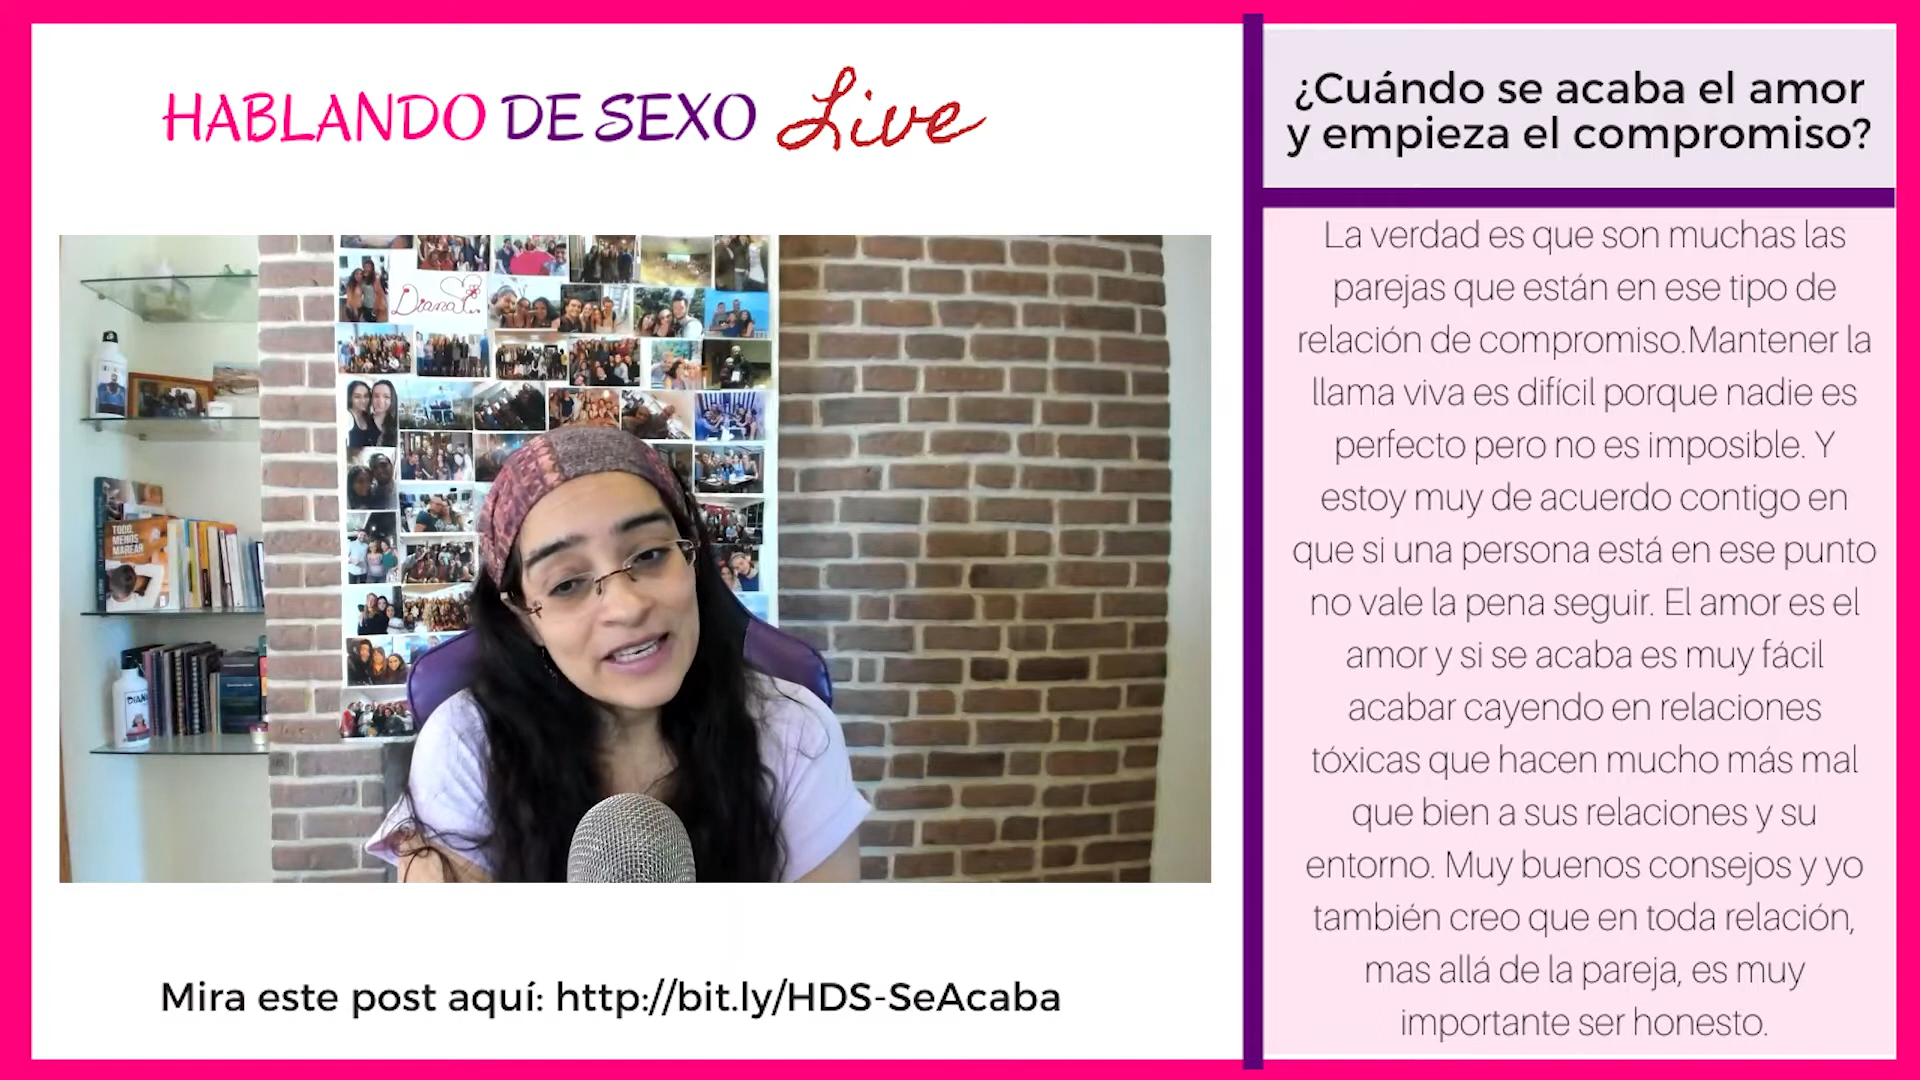 HABLANDO DE SEXO Live
Diana
TODO,
MENOS
MAREAR
DIANA
Mira este post aquí: http://bit.ly/HDS-SeAcaba
¿Cuándo se acaba el amor
y empieza el compromiso?
La verdad es que son muchas las
parejas que están en ese tipo de
relación de compromiso.Mantener la
llama viva es difícil porque nadie es
perfecto pero no es imposible. Y
estoy muy de acuerdo contigo en
que si una persona está en ese punto
no vale la pena seguir. El amor es el
amor y si se acaba es muy fácil
acabar cayendo en relaciones
tóxicas que hacen mucho más mal
que bien a sus relaciones y su
entorno. Muy buenos consejos y yo
también creo que en toda relación,
mas allá de la pareja, es muy
importante ser honesto.